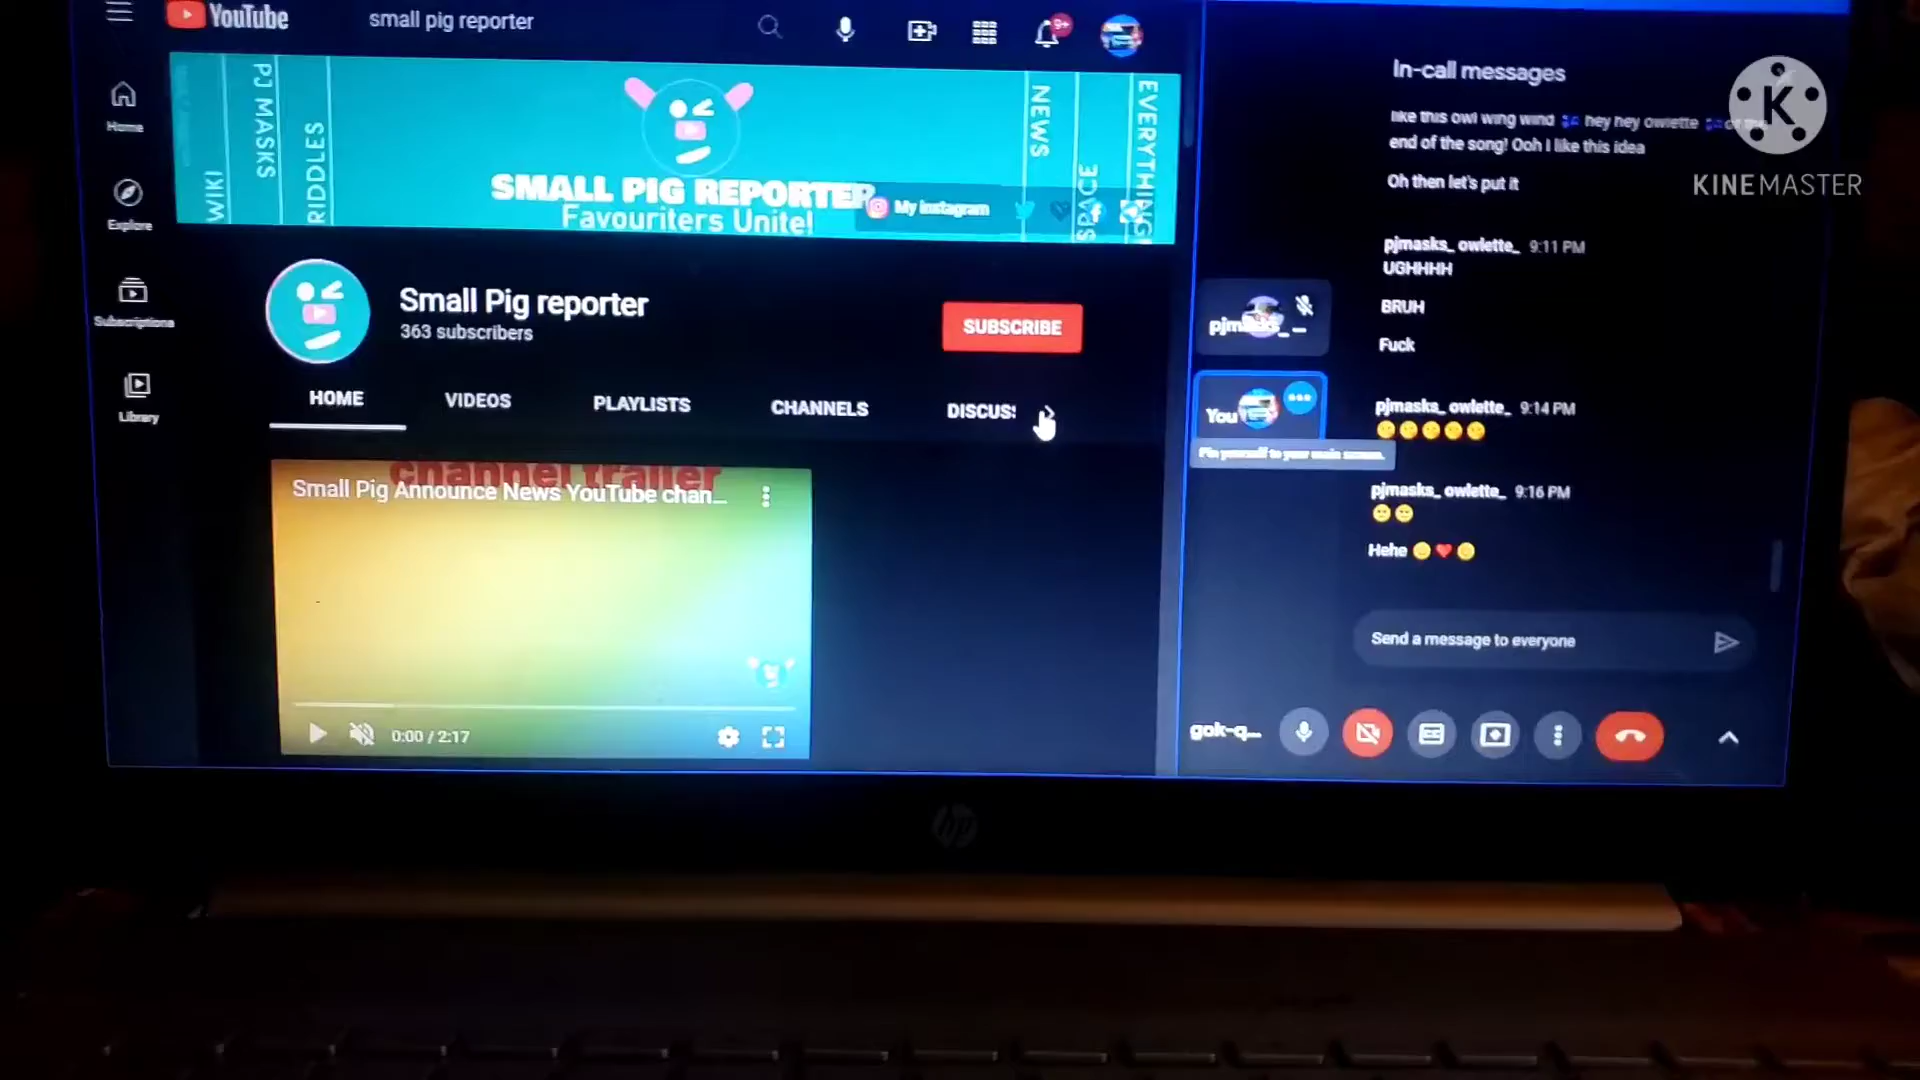 YouTube
small pig reporter
9+
Home
Explore
Subscriptions
Library
WIKI
PJ MASKS
RIDDLES
SMALL PIG REPORTER
Favouriters Unite!
My Instagram
NEWS
SPACE
EVERYTHING
Small Pig reporter
363 subscribers
SUBSCRIBE
HOME
VIDEOS
PLAYLISTS
CHANNELS
DISCUS
channel trailer
Small Pig Announce News YouTube chan...
0:00 / 2:17
In-call messages
like this owl wing wind hey hey owlette
end of the song! Ooh I like this idea
Oh then let's put it
pjmasks_owlette_ 9:11 PM
UGHHHH
BRUH
Fuck
pjmasks_owlette_ 9:14 PM
pjmasks_owlette_ 9:16 PM
Hehe
pjmasks_ ...
You
Pin yourself to your main screen.
Send a message to everyone
gok-q...
K
KINEMASTER
hp